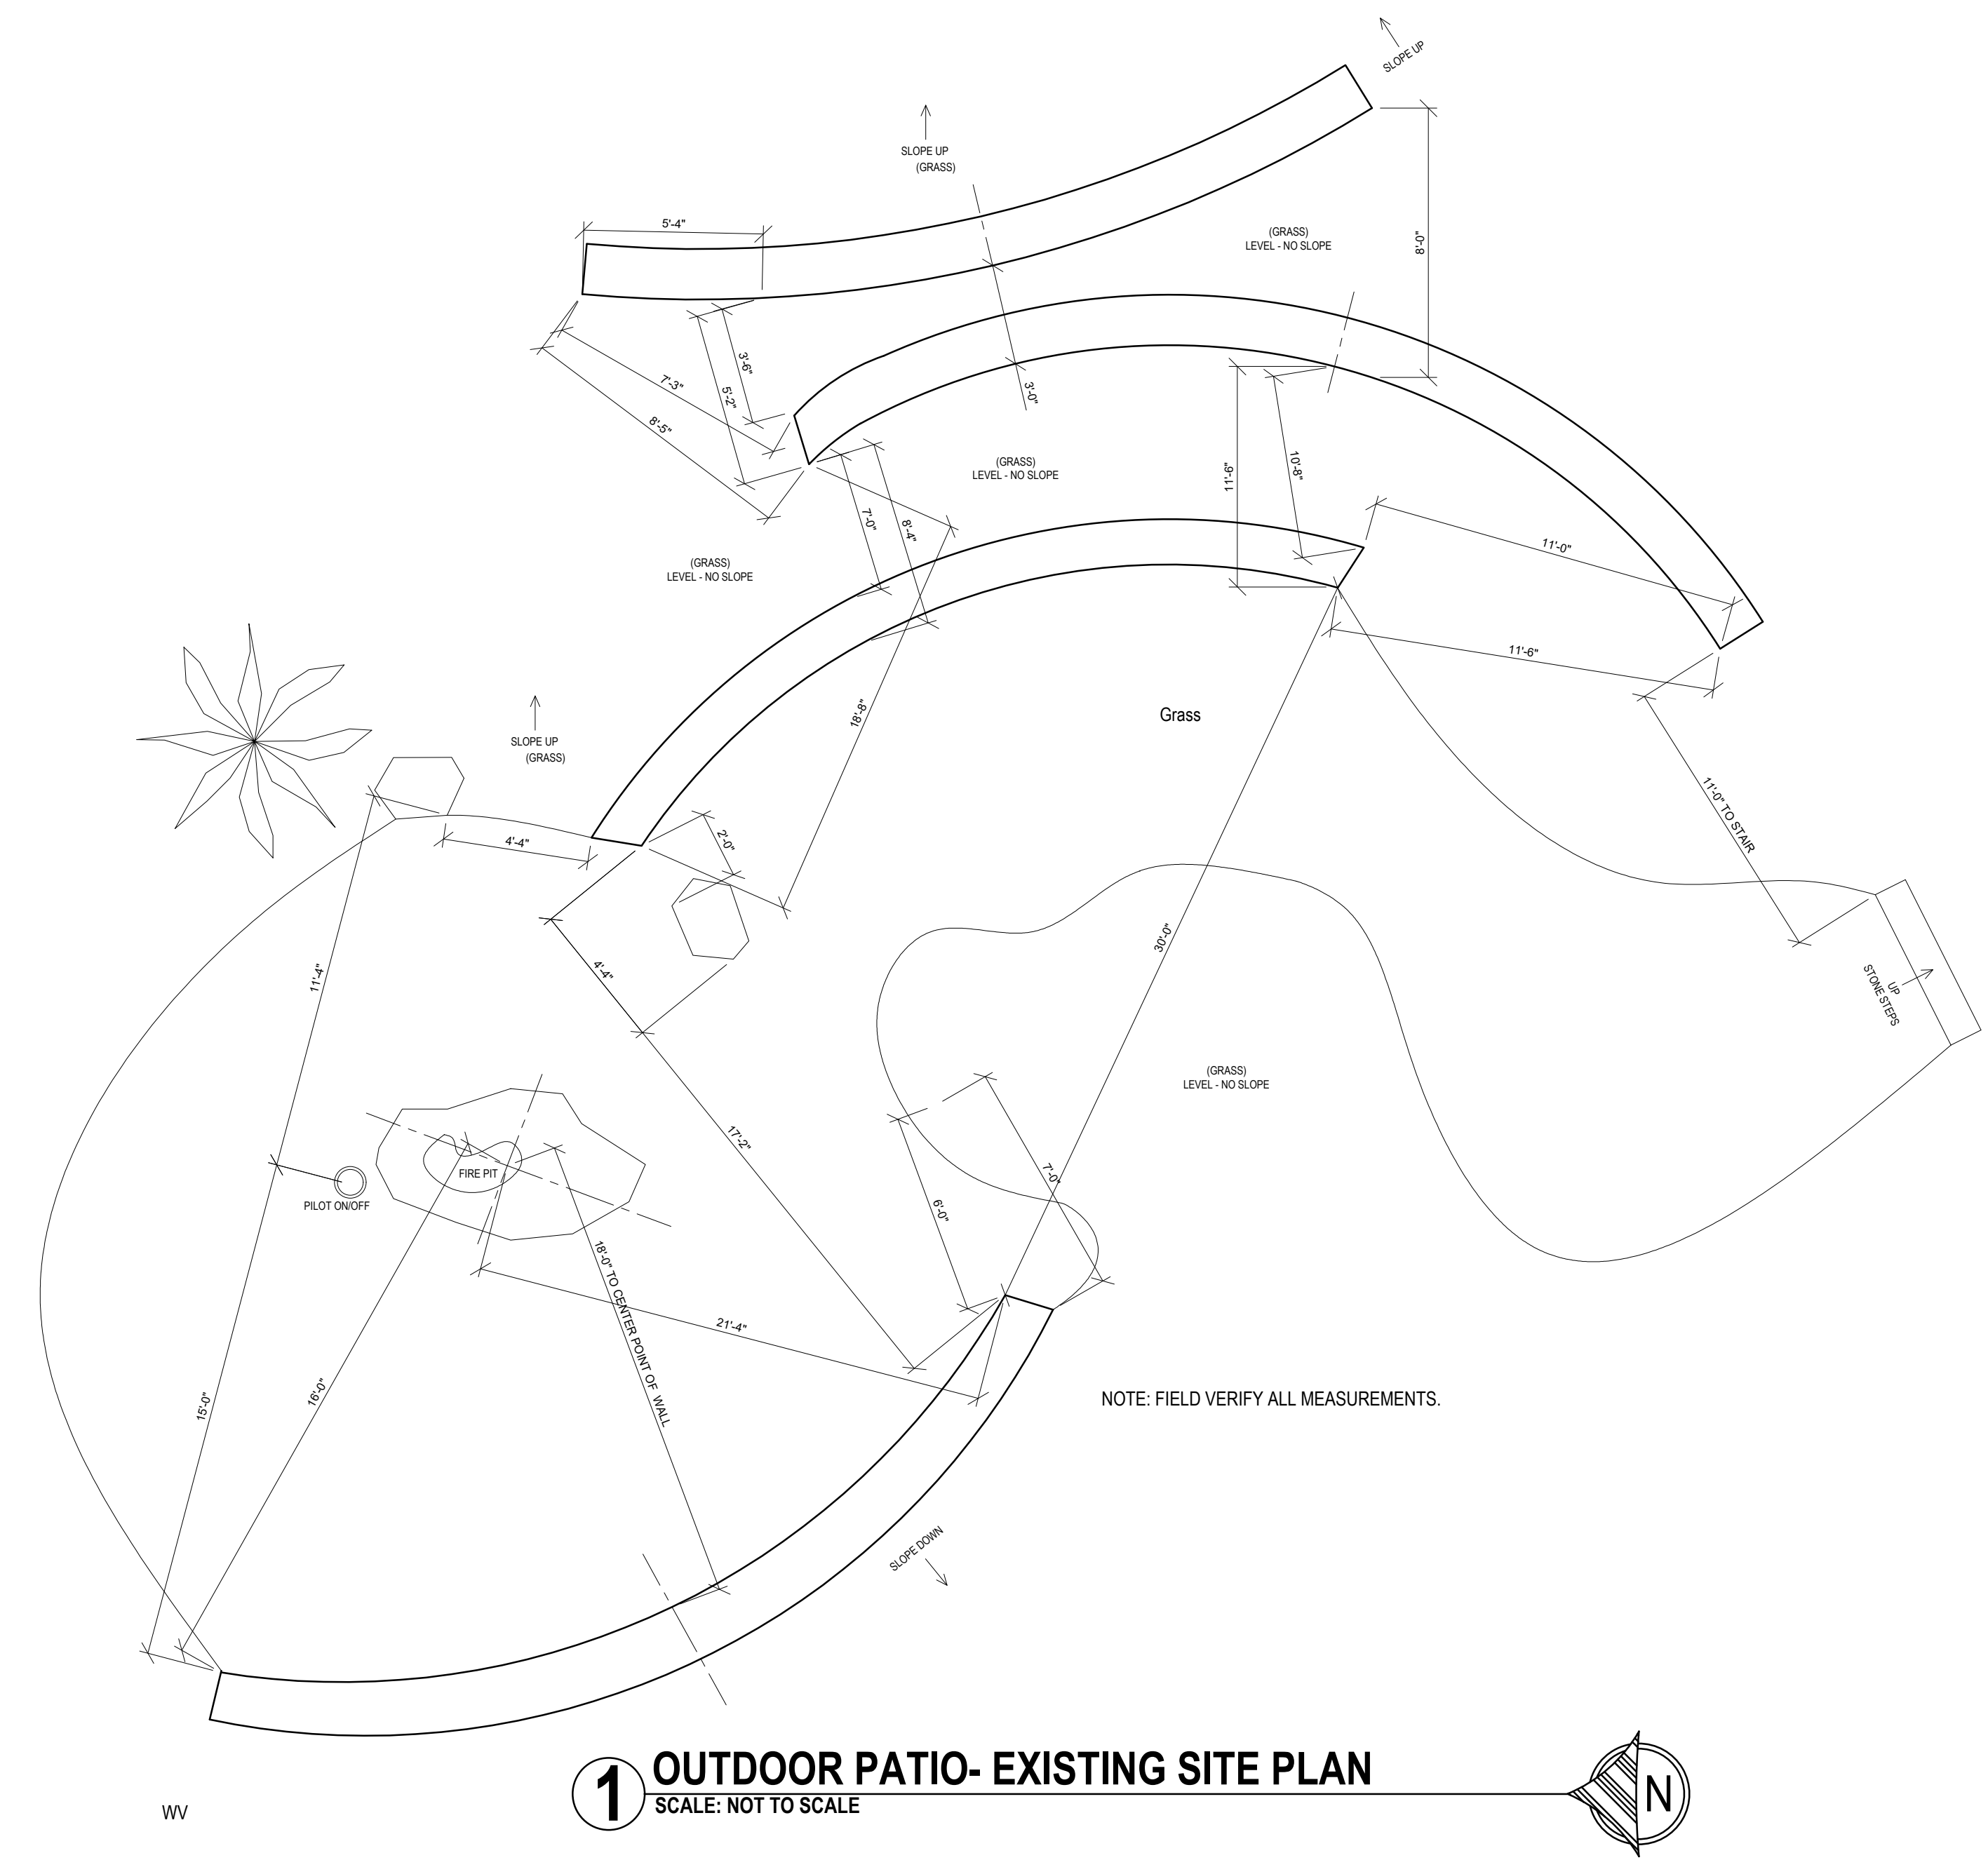 SLOPE UP
SLOPE UP
(GRASS)
5'-4"
(GRASS)
LEVEL - NO SLOPE
8'-0"
3'-6"
7'-3"
5'-2"
3'-0"
8'-5"
(GRASS)
LEVEL - NO SLOPE
11'-6"
10'-8"
7'-0"
8'-4"
11'-0"
(GRASS)
LEVEL - NO SLOPE
11'-6"
18'-8"
Grass
SLOPE UP
(GRASS)
4'-4"
2'-0"
11'-0" TO STAIR
30'-0"
4'-4"
11'-4"
UP
STONE STEPS
(GRASS)
LEVEL - NO SLOPE
17'-2"
7'-0"
FIRE PIT
PILOT ON/OFF
6'-0"
18'-0" TO CENTER POINT OF WALL
21'-4"
16'-0"
15'-0"
NOTE: FIELD VERIFY ALL MEASUREMENTS.
SLOPE DOWN
1
OUTDOOR PATIO- EXISTING SITE PLAN
SCALE: NOT TO SCALE
N
WV